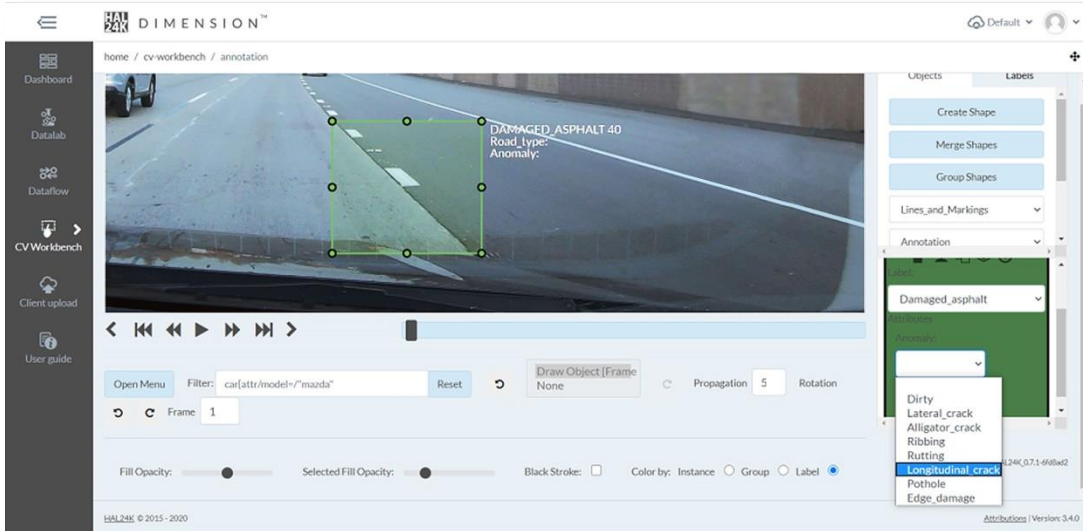 HAL 24K DIMENSION™
Default
home / cv-workbench / annotation
Dashboard
Datalab
Dataflow
CV Workbench
Client upload
User guide
DAMAGED_ASPHALT 40
Road_type:
Anomaly:
Objects Labels
Create Shape
Merge Shapes
Group Shapes
Lines_and_Markings
Annotation
Label:
Damaged_asphalt
Attributes
Anomaly:
Dirty
Lateral_crack
Alligator_crack
Ribbing
Rutting
Longitudinal_crack
Pothole
Edge_damage
Open Menu Filter: car[attr/model=/"mazda" Reset Draw Object [Frame None Propagation 5 Rotation
Frame 1
Fill Opacity: Selected Fill Opacity: Black Stroke: Color by: Instance Group Label
HAL24K © 2015 - 2020
Attributions | Version: 3.4.0